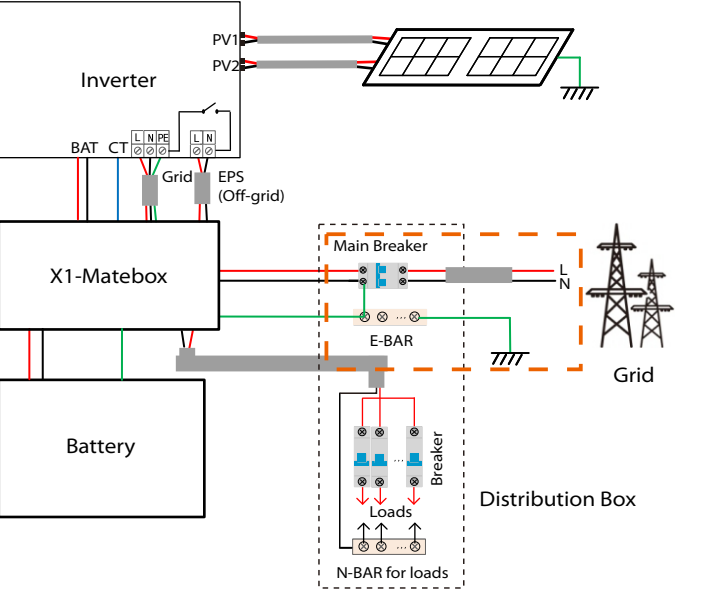 PV1
PV2
Inverter
L N PE
L N
BAT CT
Grid
EPS
(Off-grid)
Main Breaker
X1-Matebox
L
N
...
E-BAR
Grid
Battery
...
Breaker
Distribution Box
Loads
...
N-BAR for loads